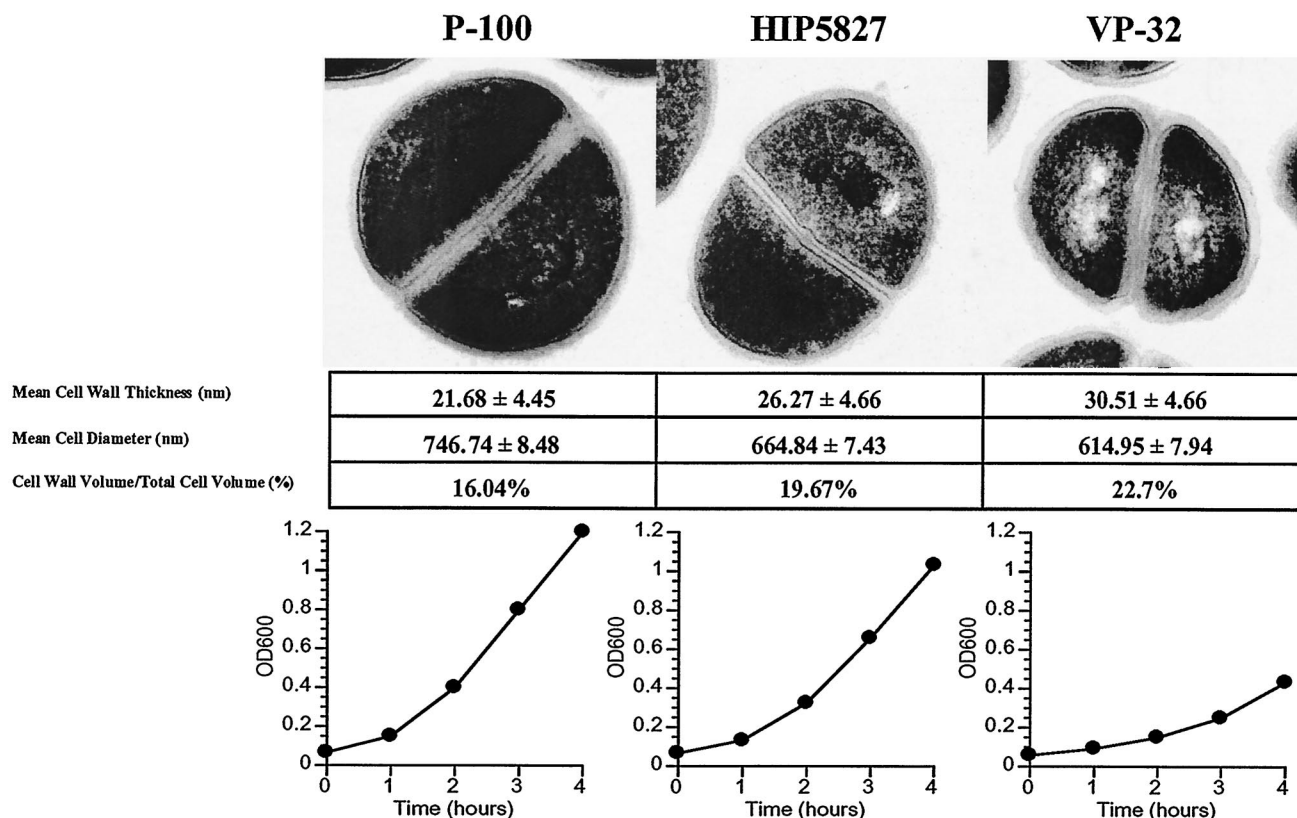 P-100 HIP5827 VP-32
Mean Cell Wall Thickness (nm) 21.68 ± 4.45 26.27 ± 4.66 30.51 ± 4.66
Mean Cell Diameter (nm) 746.74 ± 8.48 664.84 ± 7.43 614.95 ± 7.94
Cell Wall Volume/Total Cell Volume (%) 16.04% 19.67% 22.7%
1.2 1.2 1.2
1 1 1
0.8 0.8 0.8
0.6 0.6 0.6
0.4 0.4 0.4
0.2 0.2 0.2
0 0 0
OD600 OD600 OD600
0 1 2 3 4 0 1 2 3 4 0 1 2 3 4
Time (hours) Time (hours) Time (hours)